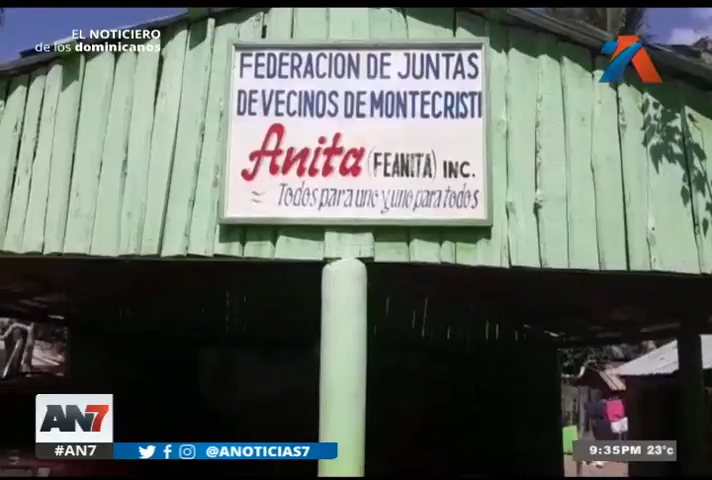 EL NOTICIERO
de los dominicanos
7
FEDERACION DE JUNTAS
DE VECINOS DE MONTECRISTI
Anita (FEANITA) INC.
= Todos para uno y uno para todos
AN7
#AN7
@ANOTICIAS7
9:35PM 23°c